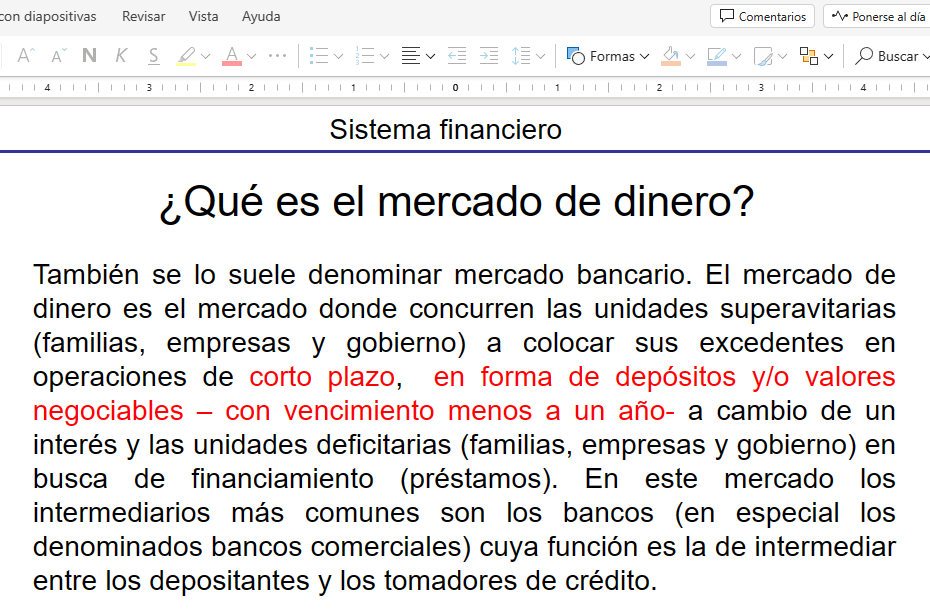 con diapositivas Revisar Vista Ayuda Comentarios Ponerse al día
A A N K S A Formas Buscar
4 3 2 1 0 1 2 3 4
Sistema financiero
¿Qué es el mercado de dinero?
También se lo suele denominar mercado bancario. El mercado de
dinero es el mercado donde concurren las unidades superavitarias
(familias, empresas y gobierno) a colocar sus excedentes en
operaciones de corto plazo, en forma de depósitos y/o valores
negociables – con vencimiento menos a un año- a cambio de un
interés y las unidades deficitarias (familias, empresas y gobierno) en
busca de financiamiento (préstamos). En este mercado los
intermediarios más comunes son los bancos (en especial los
denominados bancos comerciales) cuya función es la de intermediar
entre los depositantes y los tomadores de crédito.